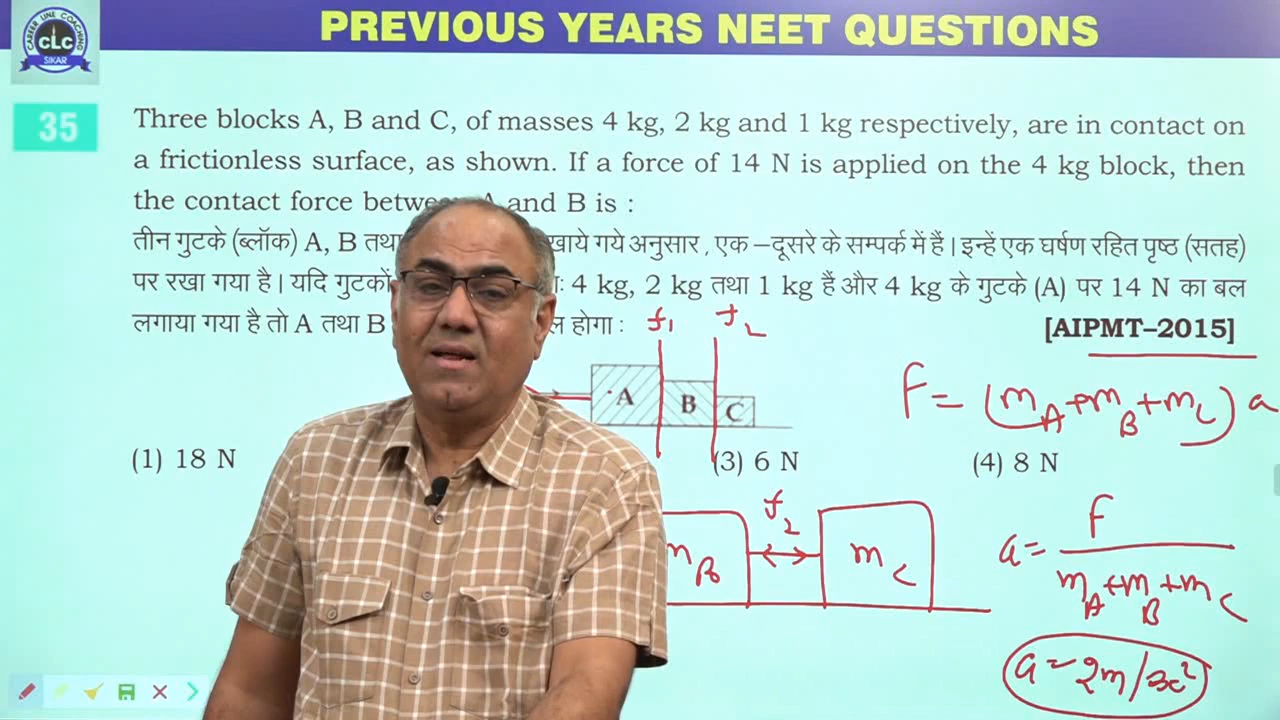 PREVIOUS YEARS NEET QUESTIONS
CAREER LINE COACHING
CLC
SIKAR
35
Three blocks A, B and C, of masses 4 kg, 2 kg and 1 kg respectively, are in contact on
a frictionless surface, as shown. If a force of 14 N is applied on the 4 kg block, then
the contact force between A and B is :
तीन गुटके (ब्लॉक) A, B तथा खाये गये अनुसार, एक –दूसरे के सम्पर्क में हैं। इन्हें एक घर्षण रहित पृष्ठ (सतह)
पर रखा गया है। यदि गुटकों 4 kg, 2 kg तथा 1 kg हैं और 4 kg के गुटके (A) पर 14 N का बल
लगाया गया है तो A तथा B होगा :
[AIPMT–2015]
f1 f2
A B C
F = (mA + mB + mC) a
(1) 18 N (3) 6 N (4) 8 N
f2
mB mC
a = F / mA + mB + mC
a = 2m/sec²